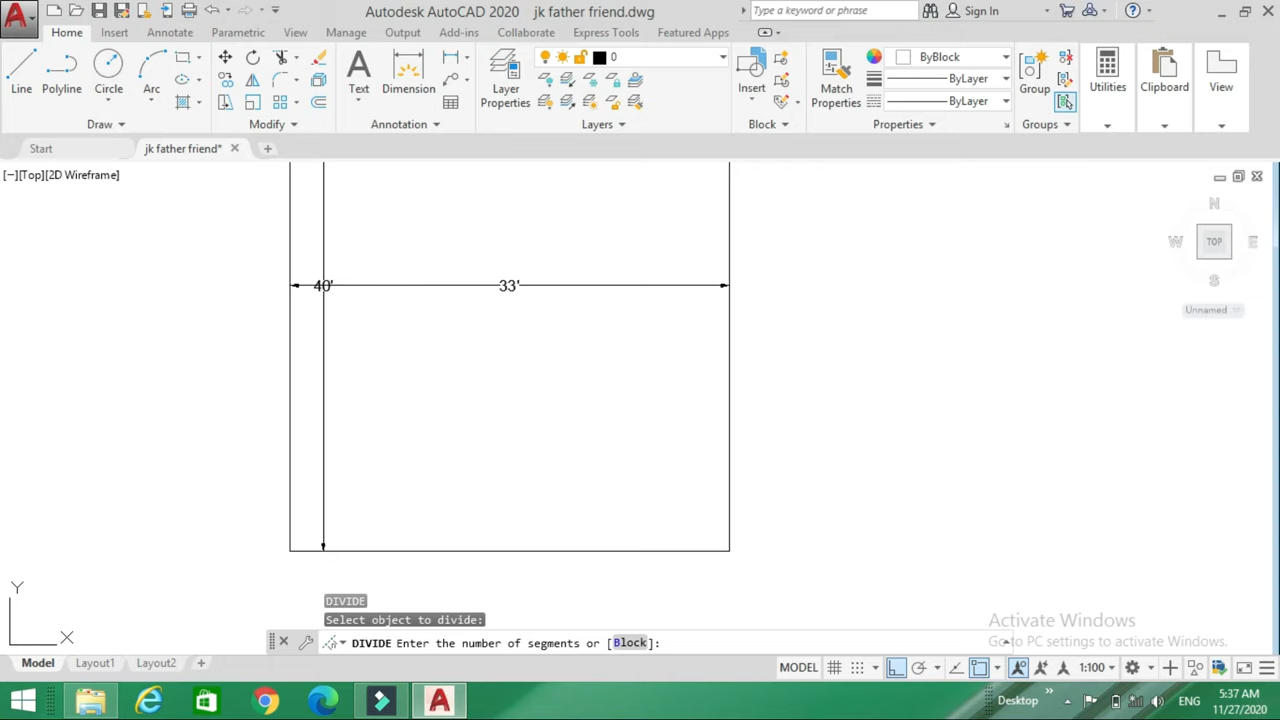 Autodesk AutoCAD 2020 jk father friend.dwg
Type a keyword or phrase
Sign In
Home Insert Annotate Parametric View Manage Output Add-ins Collaborate Express Tools Featured Apps
Line
Polyline
Circle
Arc
Text
Dimension
Layer Properties
0
Insert
Match Properties
ByBlock
ByLayer
ByLayer
Group
Utilities
Clipboard
View
Draw
Modify
Annotation
Layers
Block
Properties
Groups
Start
jk father friend*
[−][Top][2D Wireframe]
N
W
TOP
E
S
Unnamed
40'
33'
Y
X
DIVIDE
Select object to divide:
DIVIDE Enter the number of segments or [Block]:
Activate Windows
Go to PC settings to activate Windows.
Model Layout1 Layout2
MODEL
1:100
Desktop
ENG
5:37 AM
11/27/2020